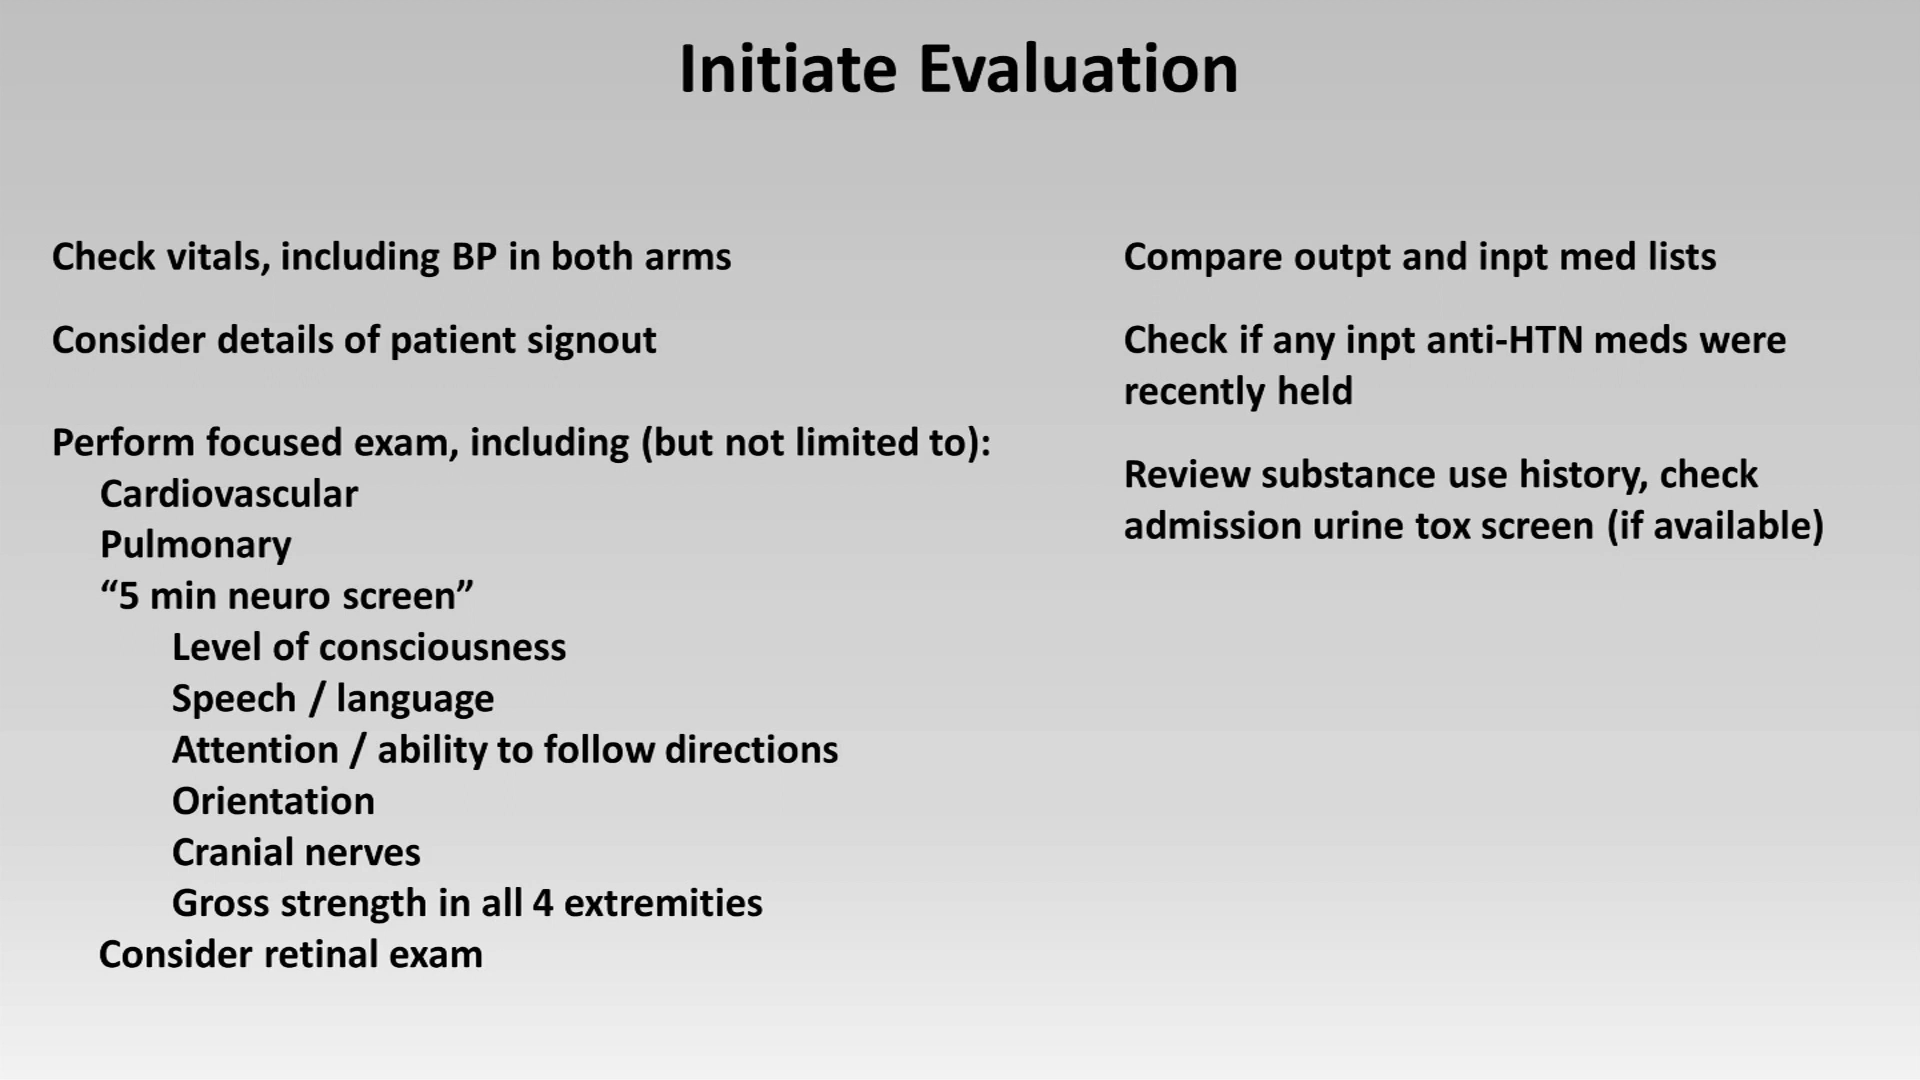 Initiate Evaluation
Check vitals, including BP in both arms
Consider details of patient signout
Perform focused exam, including (but not limited to):
Cardiovascular
Pulmonary
“5 min neuro screen”
Level of consciousness
Speech / language
Attention / ability to follow directions
Orientation
Cranial nerves
Gross strength in all 4 extremities
Consider retinal exam
Compare outpt and inpt med lists
Check if any inpt anti-HTN meds were
recently held
Review substance use history, check
admission urine tox screen (if available)